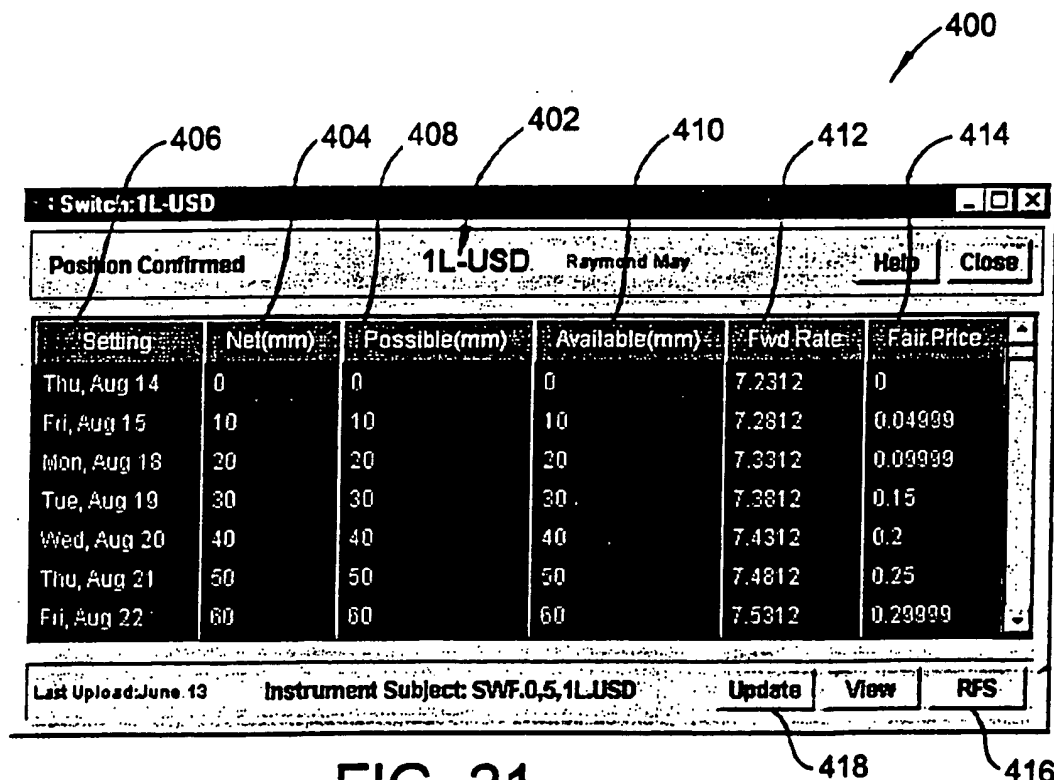 400
406 404 408 402 410 412 414
Switch:1L-USD
Position Confirmed 1L-USD Raymond May Help Close
Setting Net(mm) Possible(mm) Available(mm) Fwd Rate Fair Price
Thu, Aug 14 0 0 0 7.2312 0
Fri, Aug 15 10 10 10 7.2812 0.04999
Mon, Aug 18 20 20 20 7.3312 0.09999
Tue, Aug 19 30 30 30 7.3812 0.15
Wed, Aug 20 40 40 40 7.4312 0.2
Thu, Aug 21 50 50 50 7.4812 0.25
Fri, Aug 22 60 60 60 7.5312 0.29999
Last Upload:June 13 Instrument Subject: SWF.0,5,1L.USD Update View RFS
418 416
FIG. 21